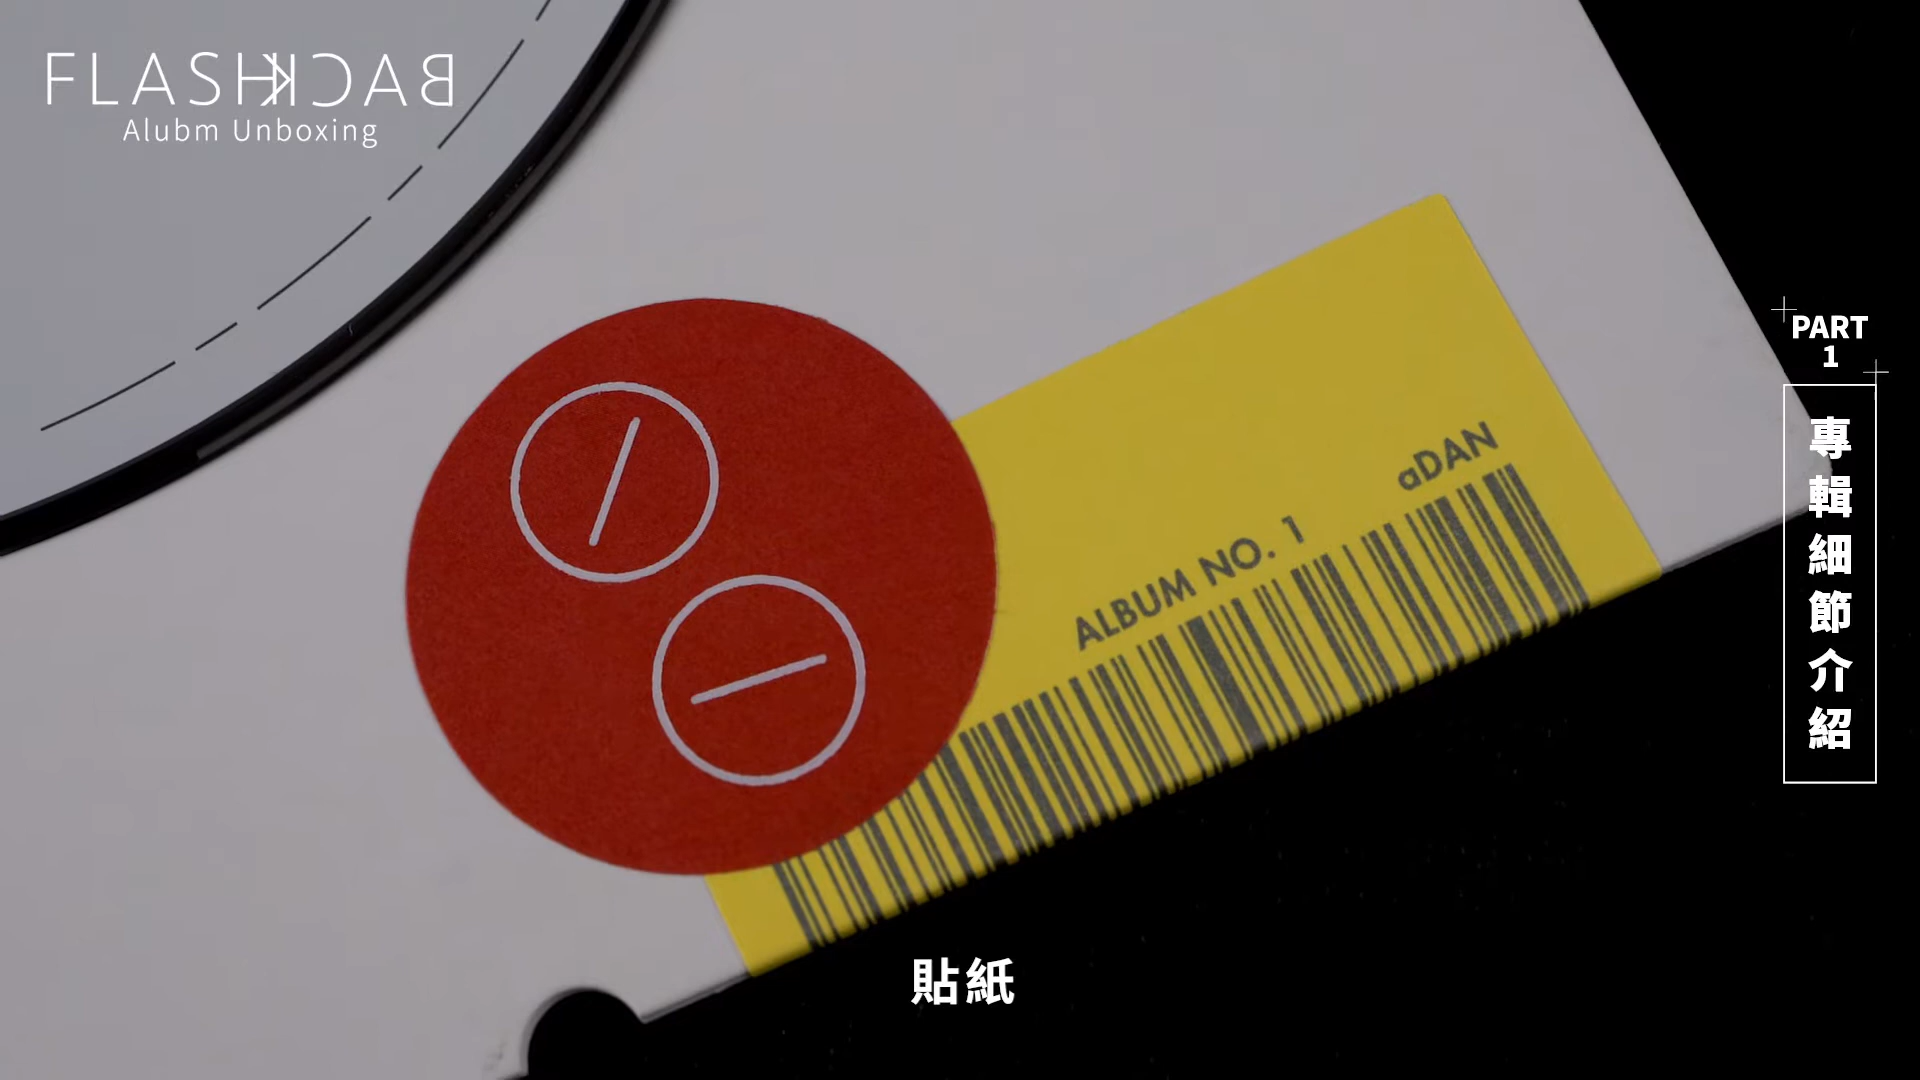 FLASHBACK
Alubm Unboxing
PART
1
專輯細節介紹
aDAN
ALBUM NO. 1
貼紙